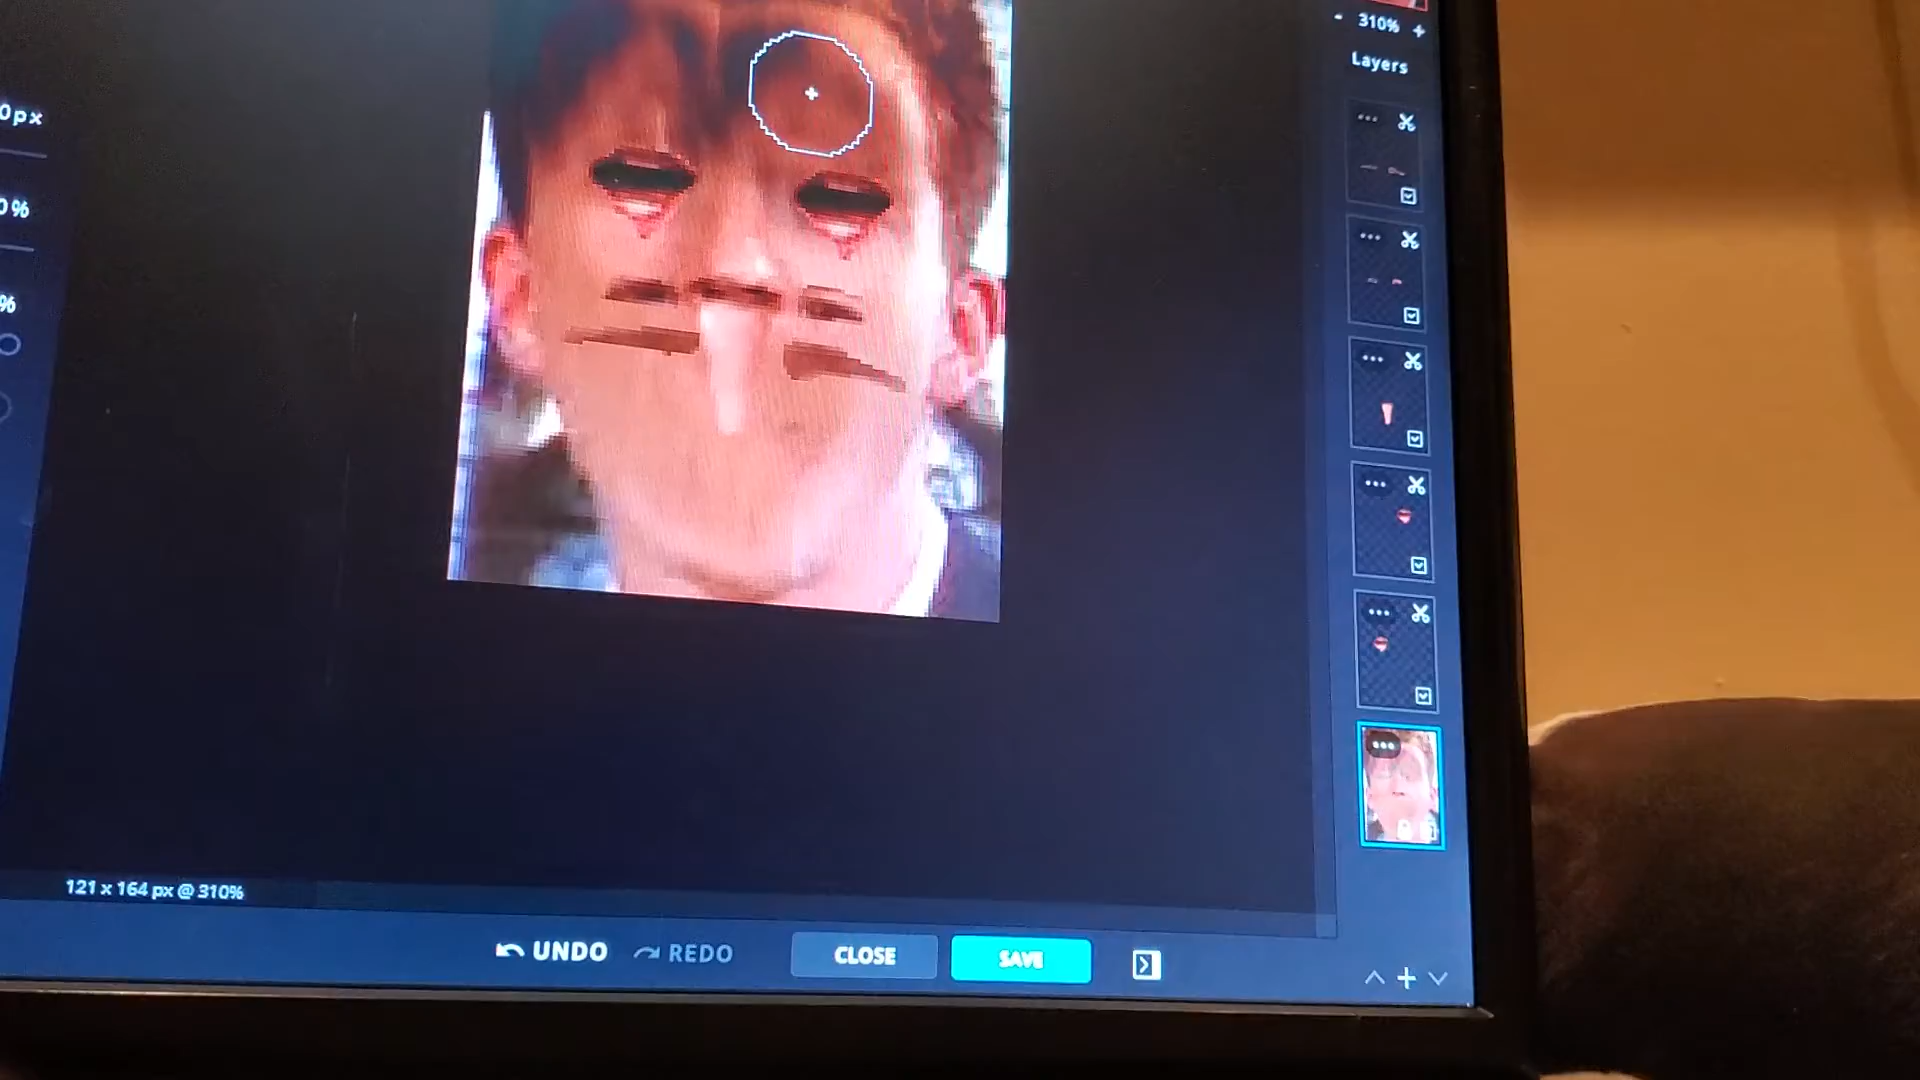 310%
Layers
0px
0%
%
121 x 164 px @ 310%
UNDO REDO CLOSE SAVE